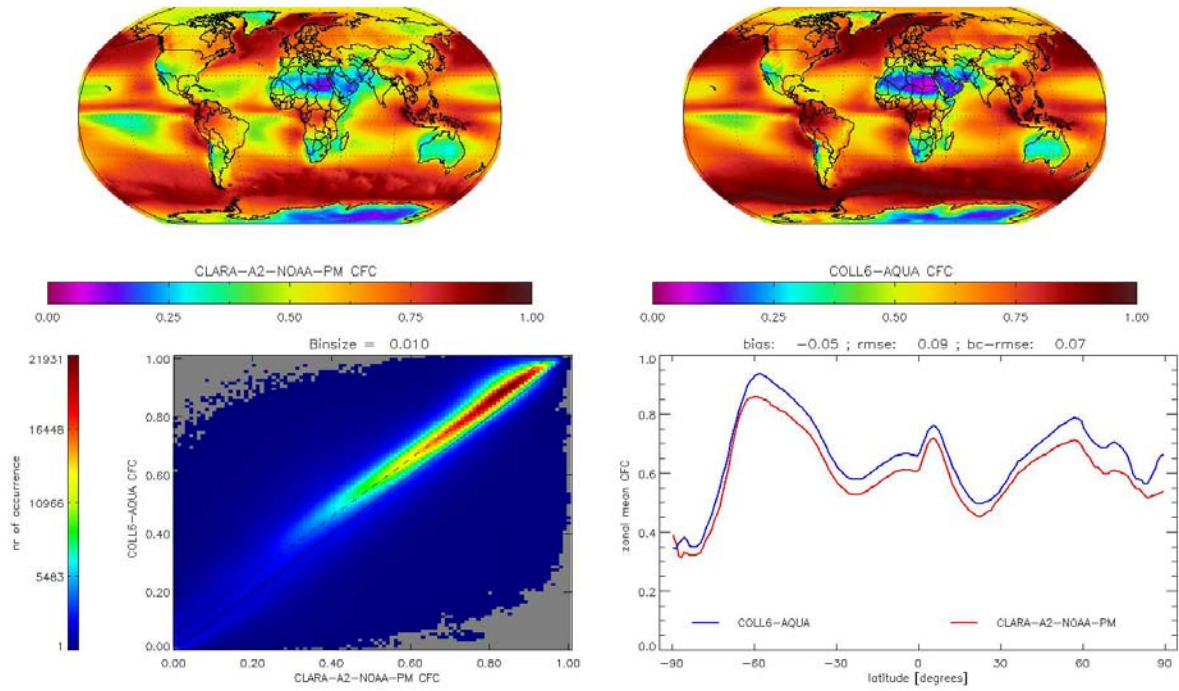 CLARA-A2-NOAA-PM CFC
0.00 0.25 0.50 0.75 1.00
COLL6-AQUA CFC
0.00 0.25 0.50 0.75 1.00
Binsize = 0.010
21931
16448
10966
5483
1
nr of occurrence
1.00
0.80
0.60
0.40
0.20
0.00
COLL6-AQUA CFC
0.00 0.20 0.40 0.60 0.80 1.00
CLARA-A2-NOAA-PM CFC
bias: -0.05 ; rmse: 0.09 ; bc-rmse: 0.07
1.0
0.8
0.6
0.4
0.2
0.0
zonal mean CFC
COLL6-AQUA
CLARA-A2-NOAA-PM
-90 -60 -30 0 30 60 90
latitude [degrees]